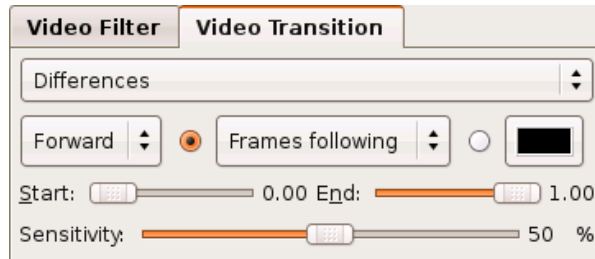 Video Filter Video Transition
Differences
Forward Frames following
Start: 0.00 End: 1.00
Sensitivity: 50 %